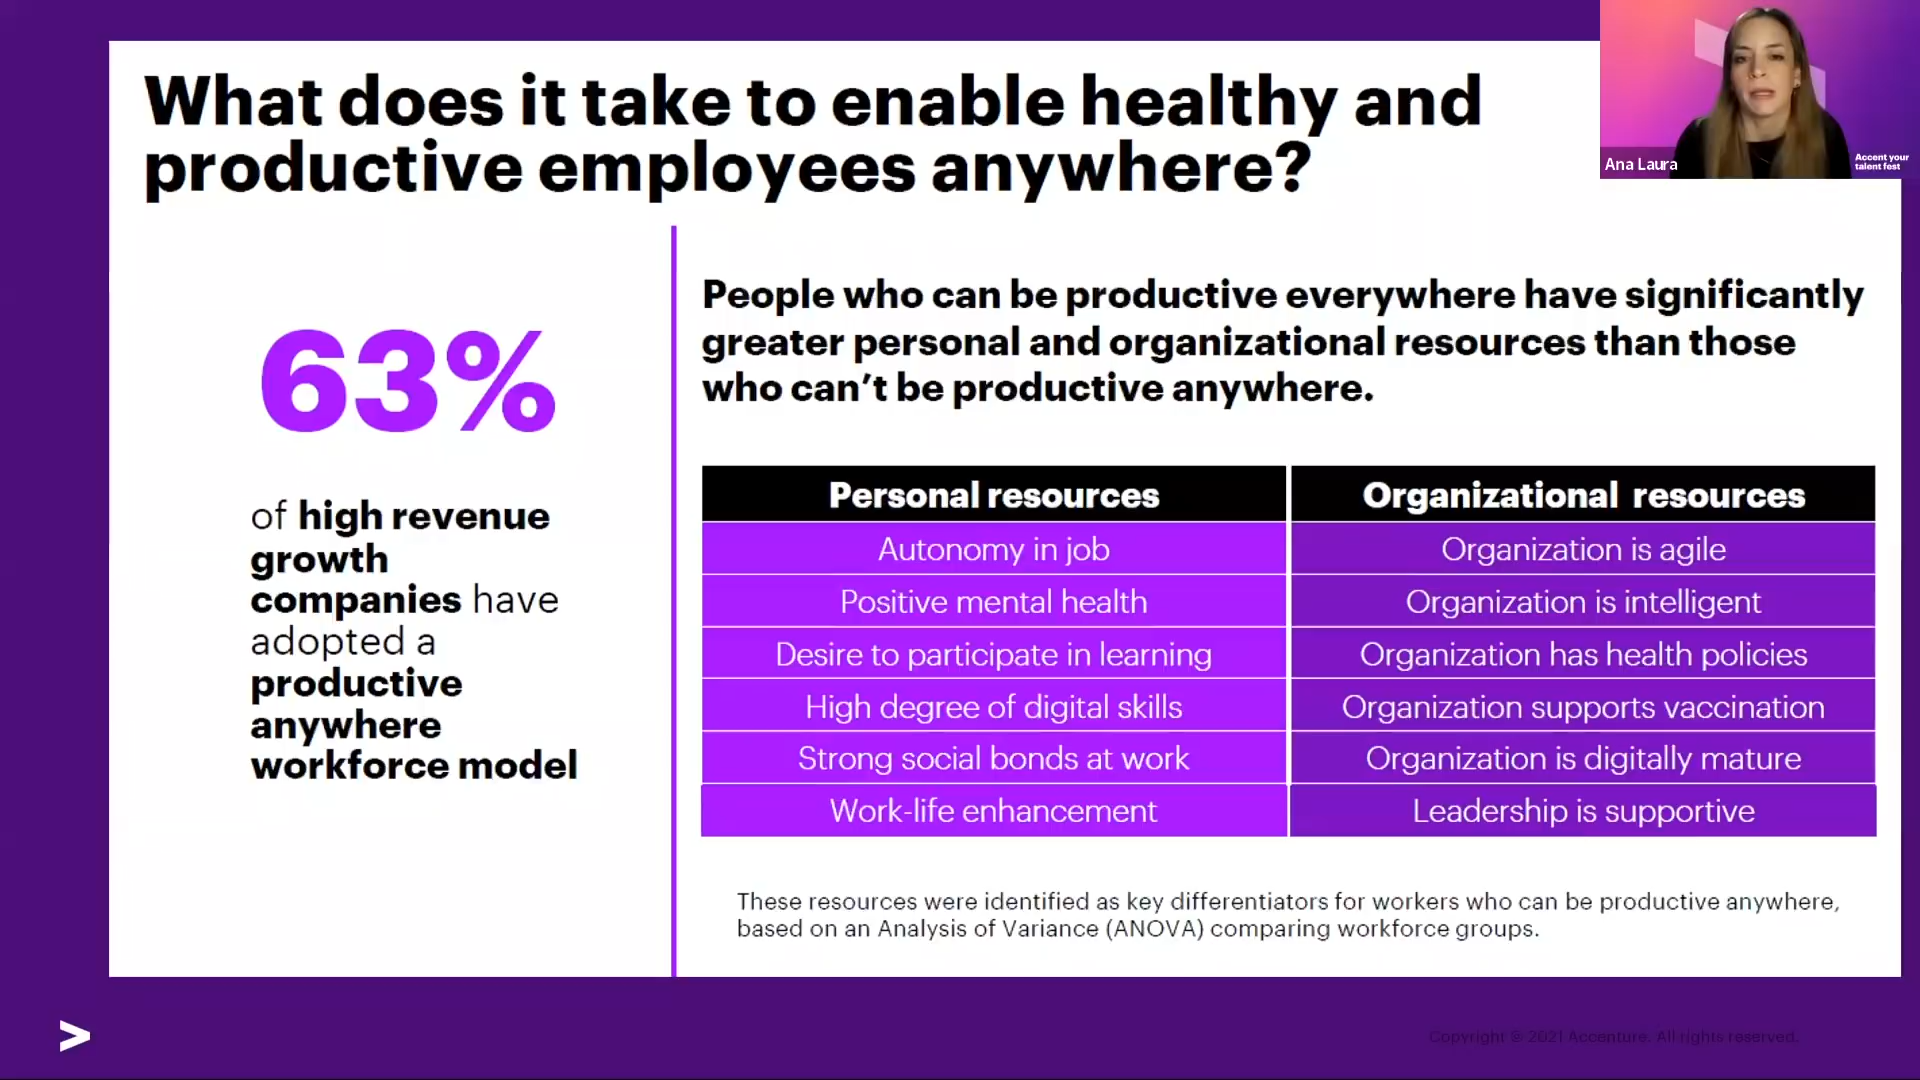 What does it take to enable healthy and
productive employees anywhere?
Ana Laura
Accent your
talent fest
63%
of high revenue
growth
companies have
adopted a
productive
anywhere
workforce model
People who can be productive everywhere have significantly
greater personal and organizational resources than those
who can’t be productive anywhere.
Personal resources
Organizational resources
Autonomy in job
Organization is agile
Positive mental health
Organization is intelligent
Desire to participate in learning
Organization has health policies
High degree of digital skills
Organization supports vaccination
Strong social bonds at work
Organization is digitally mature
Work-life enhancement
Leadership is supportive
These resources were identified as key differentiators for workers who can be productive anywhere,
based on an Analysis of Variance (ANOVA) comparing workforce groups.
Copyright © 2021 Accenture. All rights reserved.